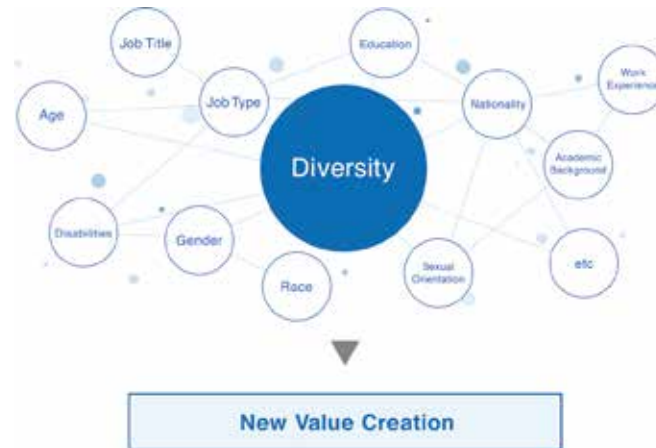 Job Title
Education
Work
Experience
Age
Job Type
Nationality
Diversity
Academic
Background
Disabilities
Gender
Race
Sexual
Orientation
etc
New Value Creation